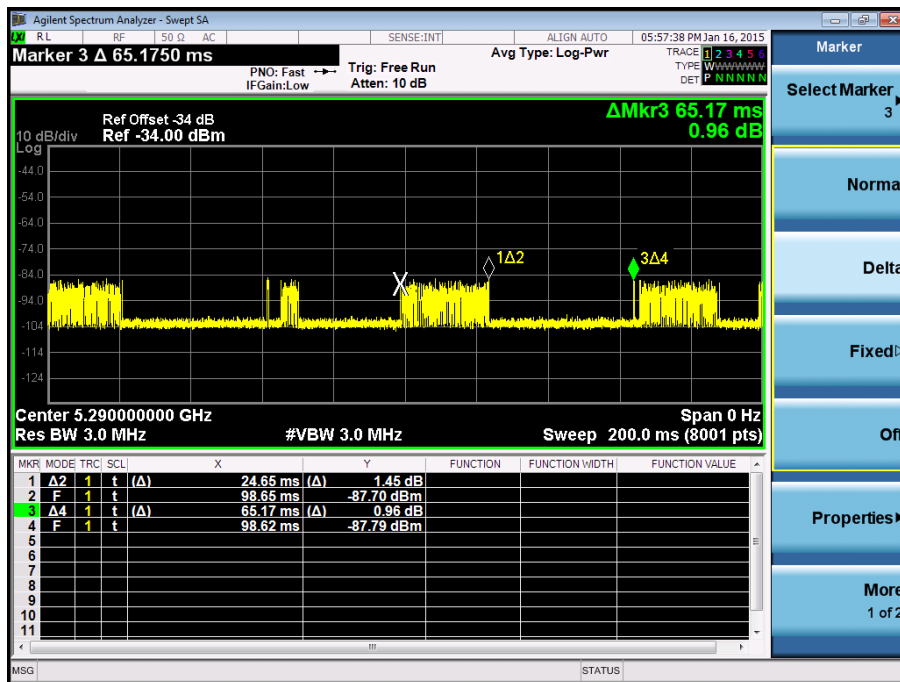 Agilent Spectrum Analyzer - Swept SA
LXI RL RF 50 Ω AC SENSE:INT ALIGN AUTO 05:57:38 PM Jan 16, 2015
Marker 3 Δ 65.1750 ms
PNO: Fast
IFGain:Low
Trig: Free Run
Atten: 10 dB
Avg Type: Log-Pwr
TRACE 1 2 3 4 5 6
TYPE WWWWWW
DET P N N N N N
ΔMkr3 65.17 ms
0.96 dB
Ref Offset -34 dB
10 dB/div Ref -34.00 dBm
Log
-44.0
-54.0
-64.0
-74.0
-84.0
-94.0
-104
-114
-124
1Δ2
3Δ4
X
Center 5.290000000 GHz Span 0 Hz
Res BW 3.0 MHz #VBW 3.0 MHz Sweep 200.0 ms (8001 pts)
MKR MODE TRC SCL X Y FUNCTION FUNCTION WIDTH FUNCTION VALUE
1 Δ2 1 t (Δ) 24.65 ms (Δ) 1.45 dB
2 F 1 t 98.65 ms -87.70 dBm
3 Δ4 1 t (Δ) 65.17 ms (Δ) 0.96 dB
4 F 1 t 98.62 ms -87.79 dBm
5
6
7
8
9
10
11
MSG STATUS
Marker
Select Marker
3
Norma
Delta
Fixed
Of
Properties
More
1 of 2